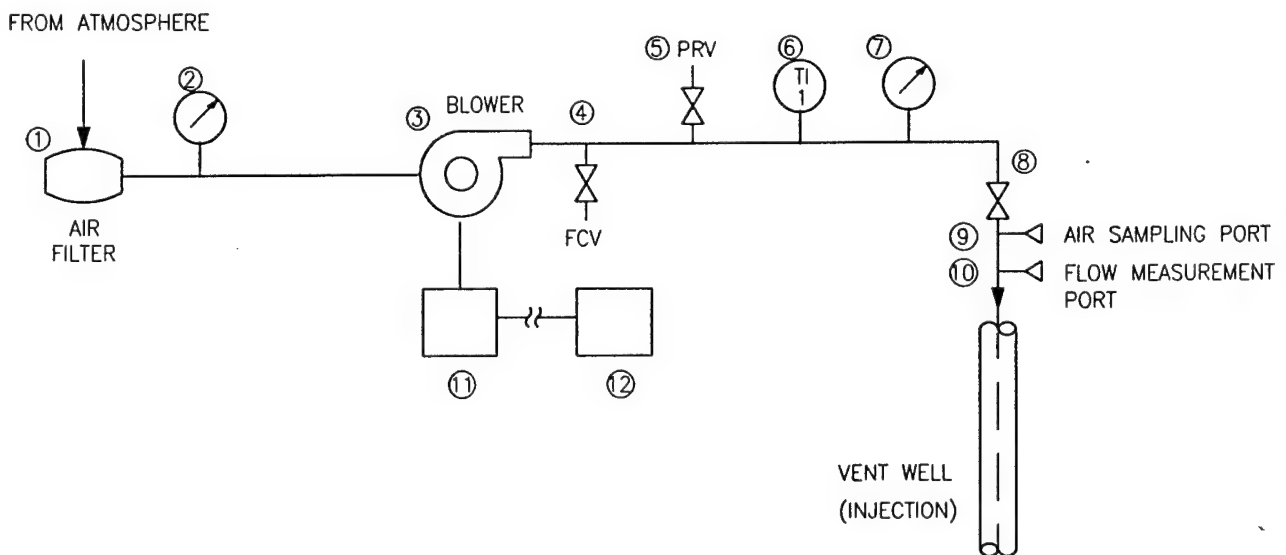 FROM ATMOSPHERE
①
②
③
BLOWER
④
⑤ PRV
⑥
TI
1
⑦
⑧
AIR
FILTER
FCV
⑨ AIR SAMPLING PORT
⑩ FLOW MEASUREMENT
PORT
⑪
⑫
VENT WELL
(INJECTION)